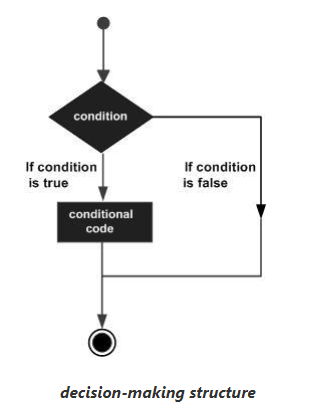 condition
If condition
is true
If condition
is false
conditional
code
decision-making structure